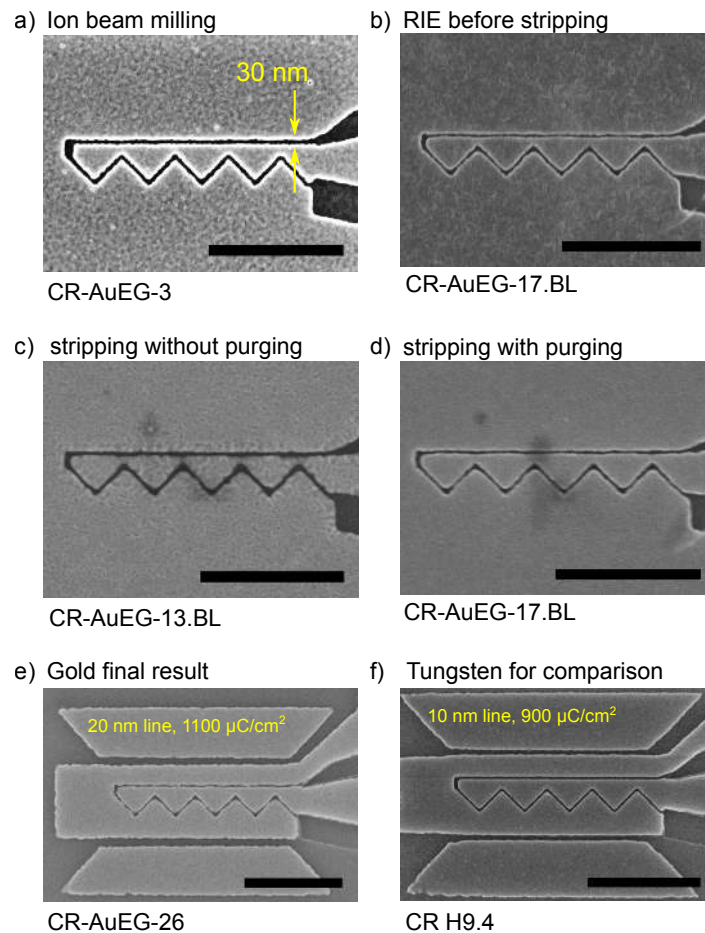 a) Ion beam milling
b) RIE before stripping
30 nm
CR-AuEG-3
CR-AuEG-17.BL
c) stripping without purging
d) stripping with purging
CR-AuEG-13.BL
CR-AuEG-17.BL
e) Gold final result
f) Tungsten for comparison
20 nm line, 1100 μC/cm²
10 nm line, 900 μC/cm²
CR-AuEG-26
CR H9.4